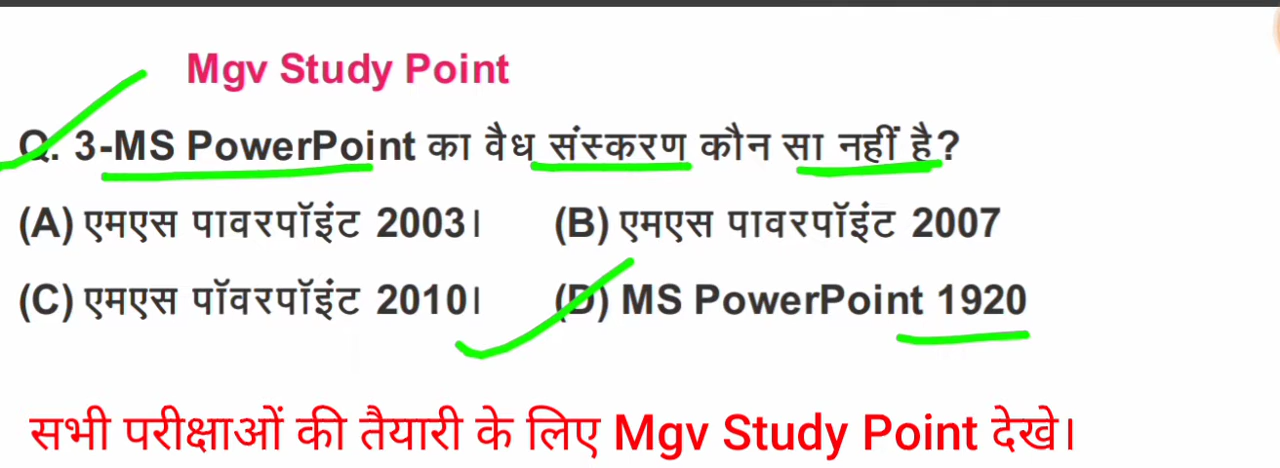 Mgv Study Point
Q. 3-MS PowerPoint का वैध संस्करण कौन सा नहीं है?
(A) एमएस पावरपॉइंट 2003। (B) एमएस पावरपॉइंट 2007
(C) एमएस पॉवरपॉइंट 2010। (D) MS PowerPoint 1920
सभी परीक्षाओं की तैयारी के लिए Mgv Study Point देखे।